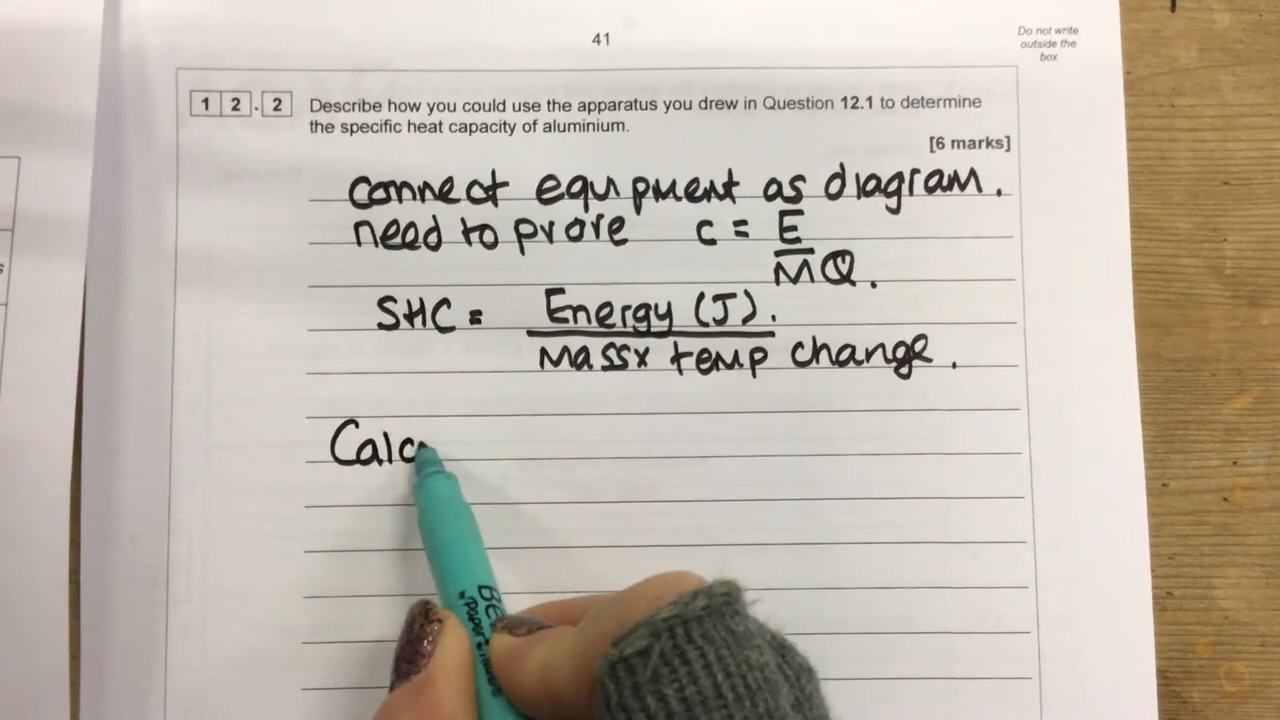 41
Do not write
outside the
box
1 2 . 2 Describe how you could use the apparatus you drew in Question 12.1 to determine
the specific heat capacity of aluminium.
[6 marks]
connect equipment as diagram.
need to prove c = E
MQ.
SHC = Energy (J).
Mass x temp change.
Calc